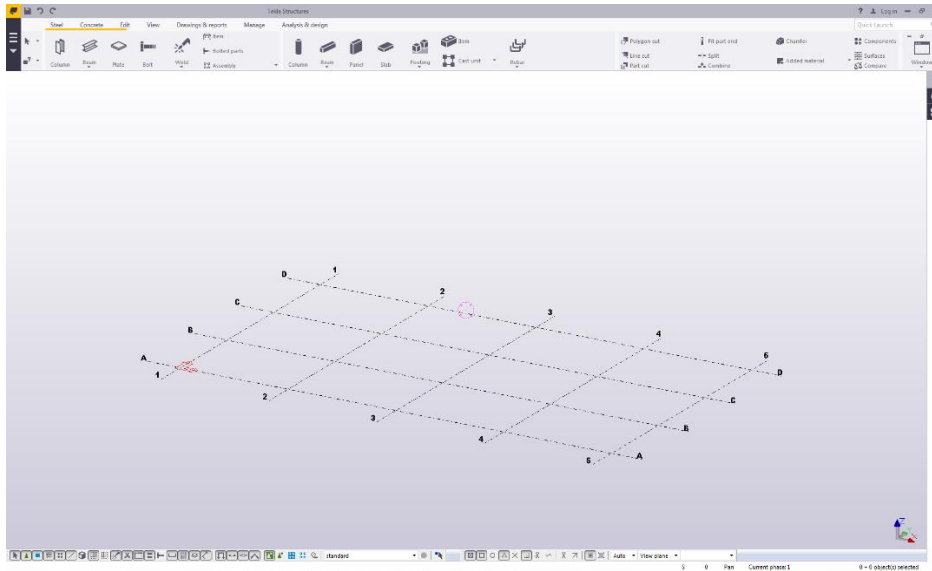 Tekla Structures
? Login
Steel Concrete Edit View Drawings & reports Manage Analysis & design
Quick Launch
Item
Bolted parts
Assembly
Column Beam Plate Bolt Weld
Column Beam Panel Slab Footing
Item
Cast unit
Rebar
Polygon cut
Line cut
Part cut
Fit part end
Split
Combine
Chamfer
Added material
Components
Surfaces
Compare
Window
D 1
2
C
3
B
4
A
5
1
D
2
C
3
B
4
A
5
Z
standard
Auto View plane
S 0 Pan Current phase: 1 0 + 0 object(s) selected